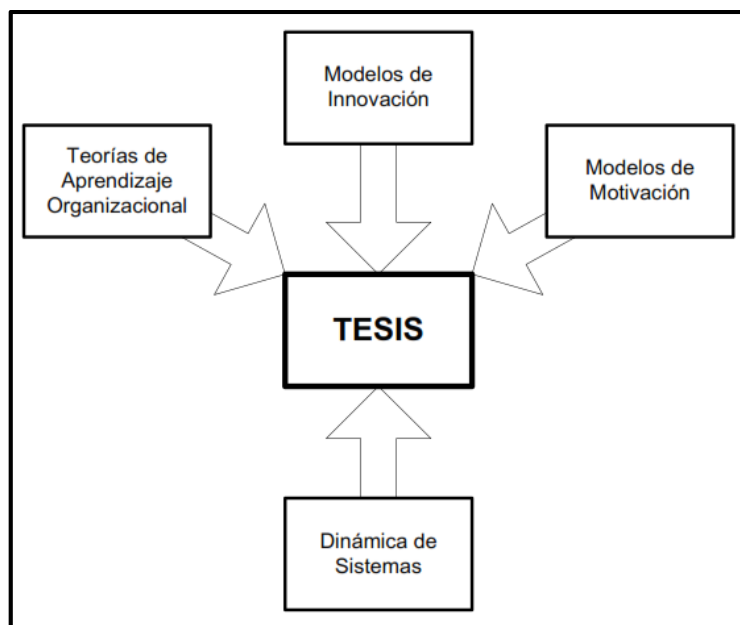 Modelos de
Innovación
Teorías de
Aprendizaje
Organizacional
Modelos de
Motivación
TESIS
Dinámica de
Sistemas